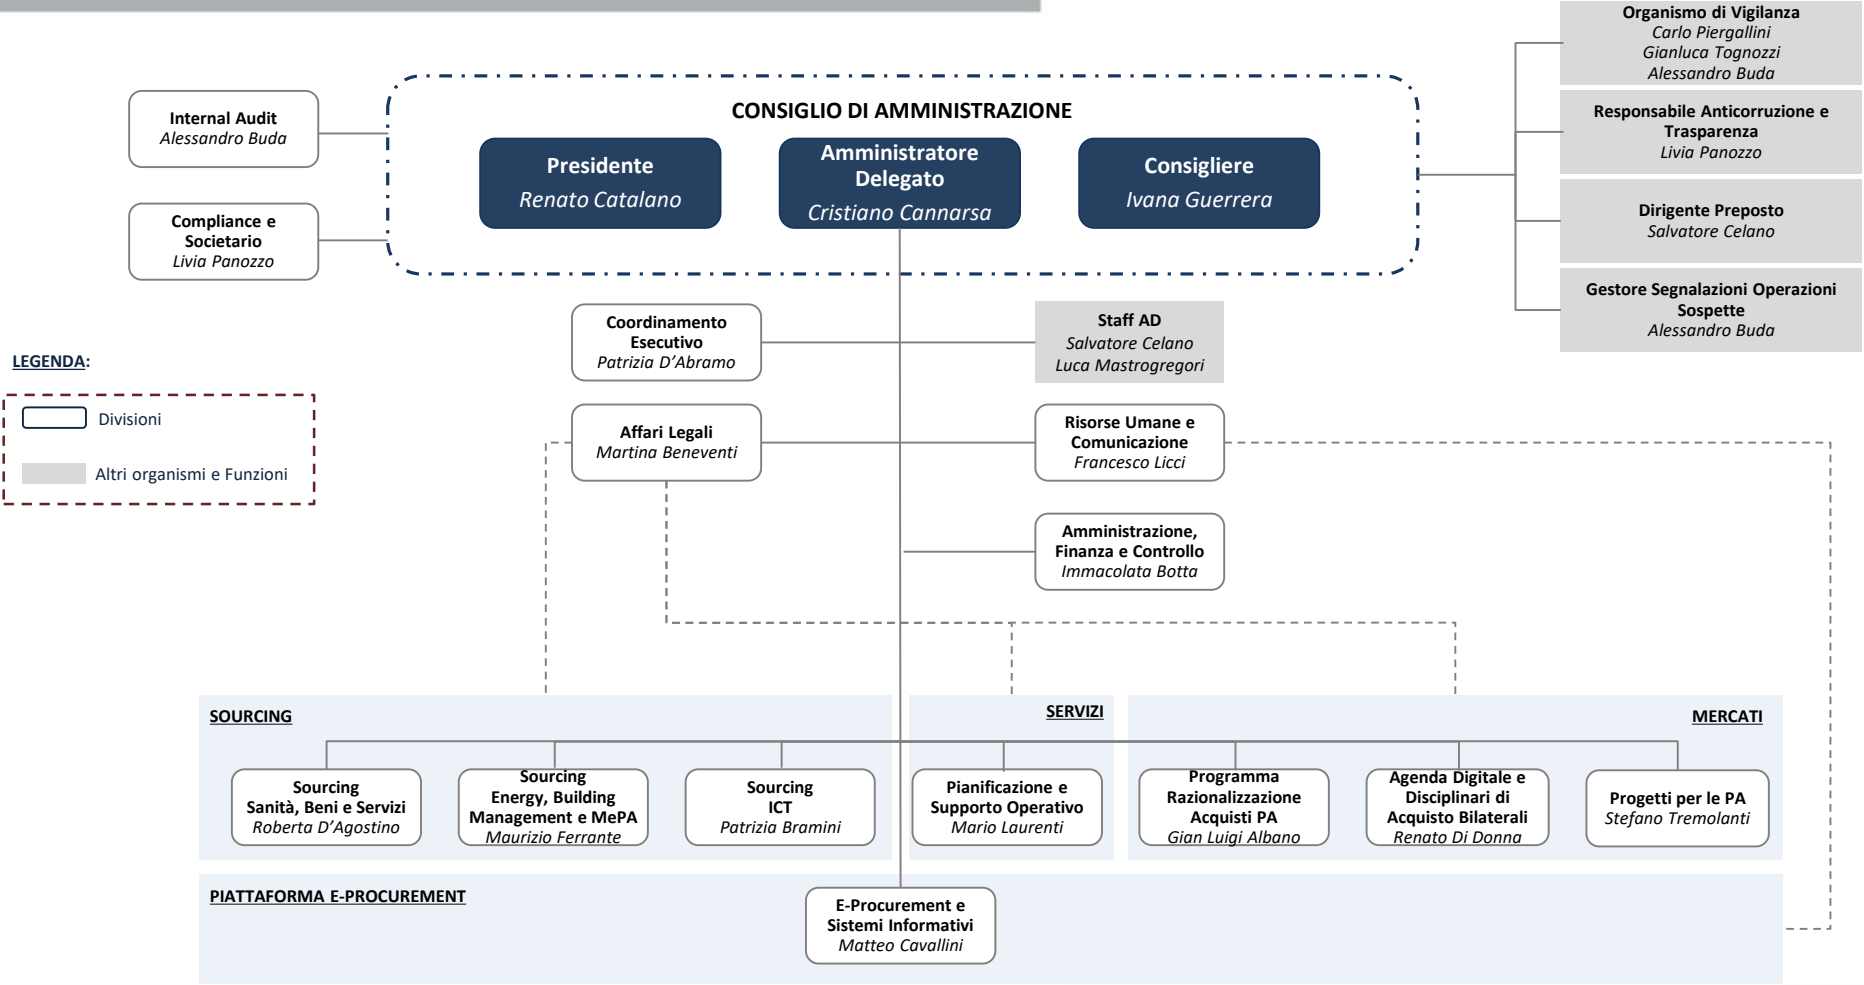 Organismo di Vigilanza
Carlo Piergallini
Gianluca Tognozzi
Alessandro Buda
Responsabile Anticorruzione e
Trasparenza
Livia Panozzo
Dirigente Preposto
Salvatore Celano
Gestore Segnalazioni Operazioni
Sospette
Alessandro Buda
CONSIGLIO DI AMMINISTRAZIONE
Internal Audit
Alessandro Buda
Presidente
Renato Catalano
Amministratore
Delegato
Cristiano Cannarsa
Consigliere
Ivana Guerrera
Compliance e
Societario
Livia Panozzo
Coordinamento
Esecutivo
Patrizia D’Abramo
Staff AD
Salvatore Celano
Luca Mastrogregori
LEGENDA:
Divisioni
Altri organismi e Funzioni
Affari Legali
Martina Beneventi
Risorse Umane e
Comunicazione
Francesco Licci
Amministrazione,
Finanza e Controllo
Immacolata Botta
SOURCING
SERVIZI
MERCATI
Sourcing
Sanità, Beni e Servizi
Roberta D’Agostino
Sourcing
Energy, Building
Management e MePA
Maurizio Ferrante
Sourcing
ICT
Patrizia Bramini
Pianificazione e
Supporto Operativo
Mario Laurenti
Programma
Razionalizzazione
Acquisti PA
Gian Luigi Albano
Agenda Digitale e
Disciplinari di
Acquisto Bilaterali
Renato Di Donna
Progetti per le PA
Stefano Tremolanti
PIATTAFORMA E-PROCUREMENT
E-Procurement e
Sistemi Informativi
Matteo Cavallini